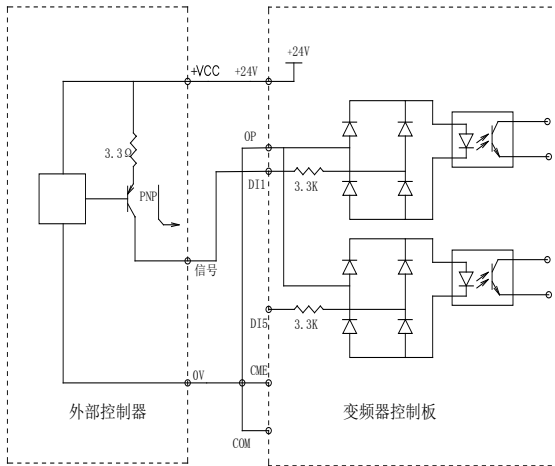 +24V
+VCC +24V
OP
3.3Ω
DI1
3.3K
PNP
信号
DI5
3.3K
0V
CME
外部控制器
变频器控制板
COM